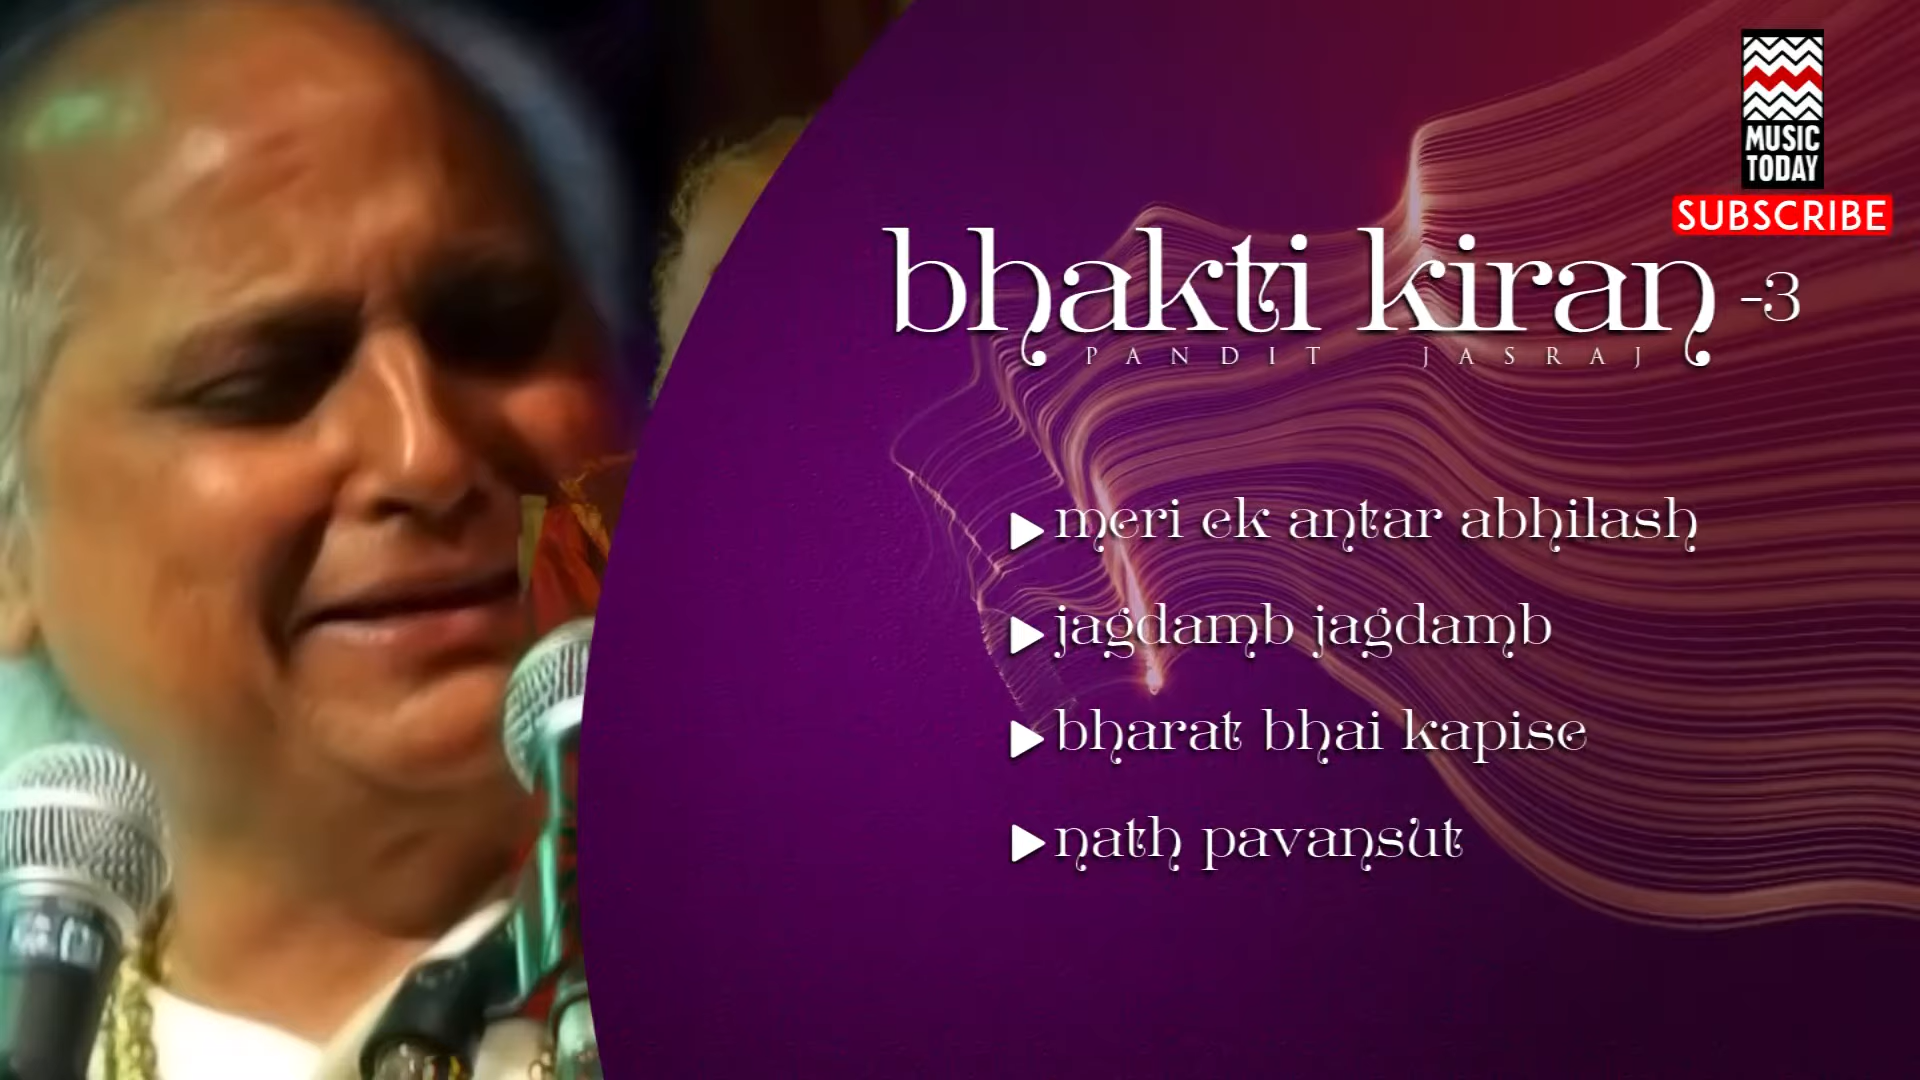 MUSIC
TODAY
SUBSCRIBE
bhakti kiran -3
PANDIT JASRAJ
meri ek antar abhilash
jagdamb jagdamb
bharat bhai kapise
nath pavansut